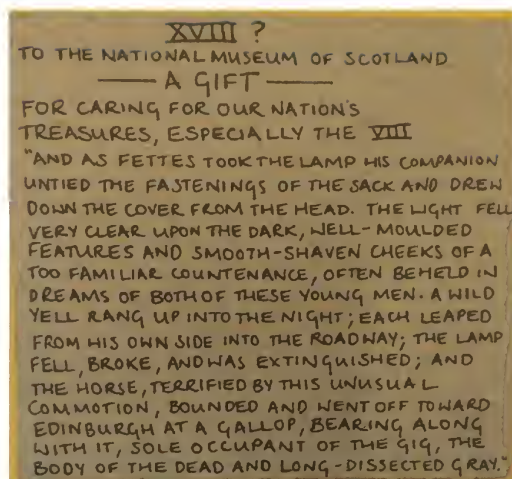 XVIII ?
TO THE NATIONAL MUSEUM OF SCOTLAND
— A GIFT —
FOR CARING FOR OUR NATION'S
TREASURES, ESPECIALLY THE VIII
"AND AS FETTES TOOK THE LAMP HIS COMPANION
UNTIED THE FASTENINGS OF THE SACK AND DREW
DOWN THE COVER FROM THE HEAD. THE LIGHT FELL
VERY CLEAR UPON THE DARK, WELL-MOULDED
FEATURES AND SMOOTH-SHAVEN CHEEKS OF A
TOO FAMILIAR COUNTENANCE, OFTEN BEHELD IN
DREAMS OF BOTH OF THESE YOUNG MEN. A WILD
YELL RANG UP INTO THE NIGHT; EACH LEAPED
FROM HIS OWN SIDE INTO THE ROADWAY; THE LAMP
FELL, BROKE, AND WAS EXTINGUISHED; AND
THE HORSE, TERRIFIED BY THIS UNUSUAL
COMMOTION, BOUNDED AND WENT OFF TOWARD
EDINBURGH AT A GALLOP, BEARING ALONG
WITH IT, SOLE OCCUPANT OF THE GIG, THE
BODY OF THE DEAD AND LONG-DISSECTED GRAY."